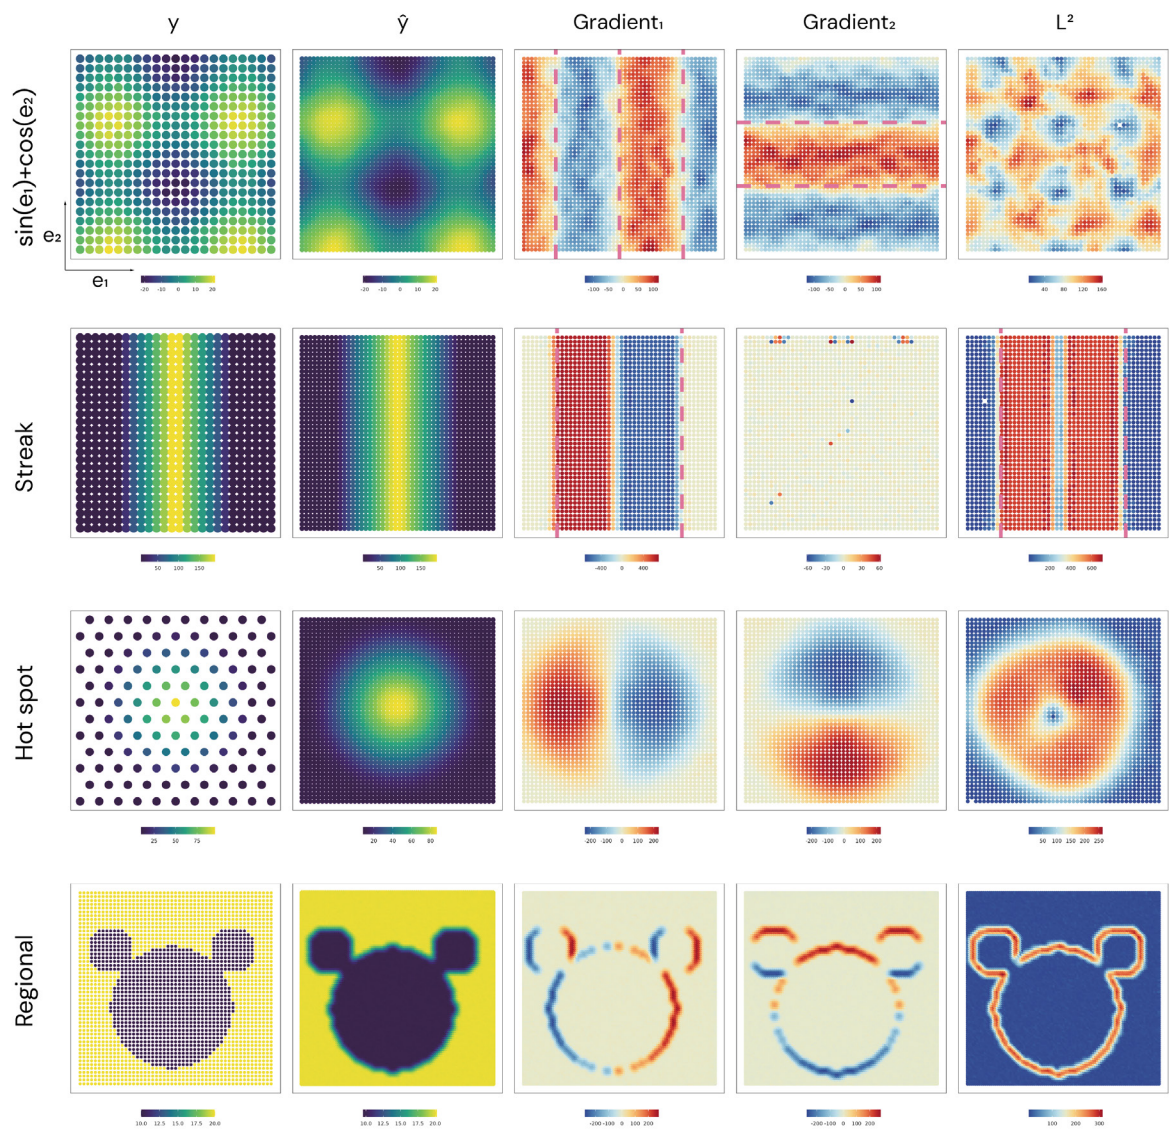 y ŷ Gradient₁ Gradient₂ L²
sin(e₁)+cos(e₂)
e₂
e₁
-20 -10 0 10 20
-20 -10 0 10 20
-100 -50 0 50 100
-100 -50 0 50 100
40 80 120 160
Streak
50 100 150
50 100 150
-400 0 400
-60 -30 0 30 60
200 400 600
Hot spot
25 50 75
20 40 60 80
-200 -100 0 100 200
-200 -100 0 100 200
50 100 150 200 250
Regional
10.0 12.5 15.0 17.5 20.0
10.0 12.5 15.0 17.5 20.0
-200 -100 0 100 200
-200 -100 0 100 200
100 200 300